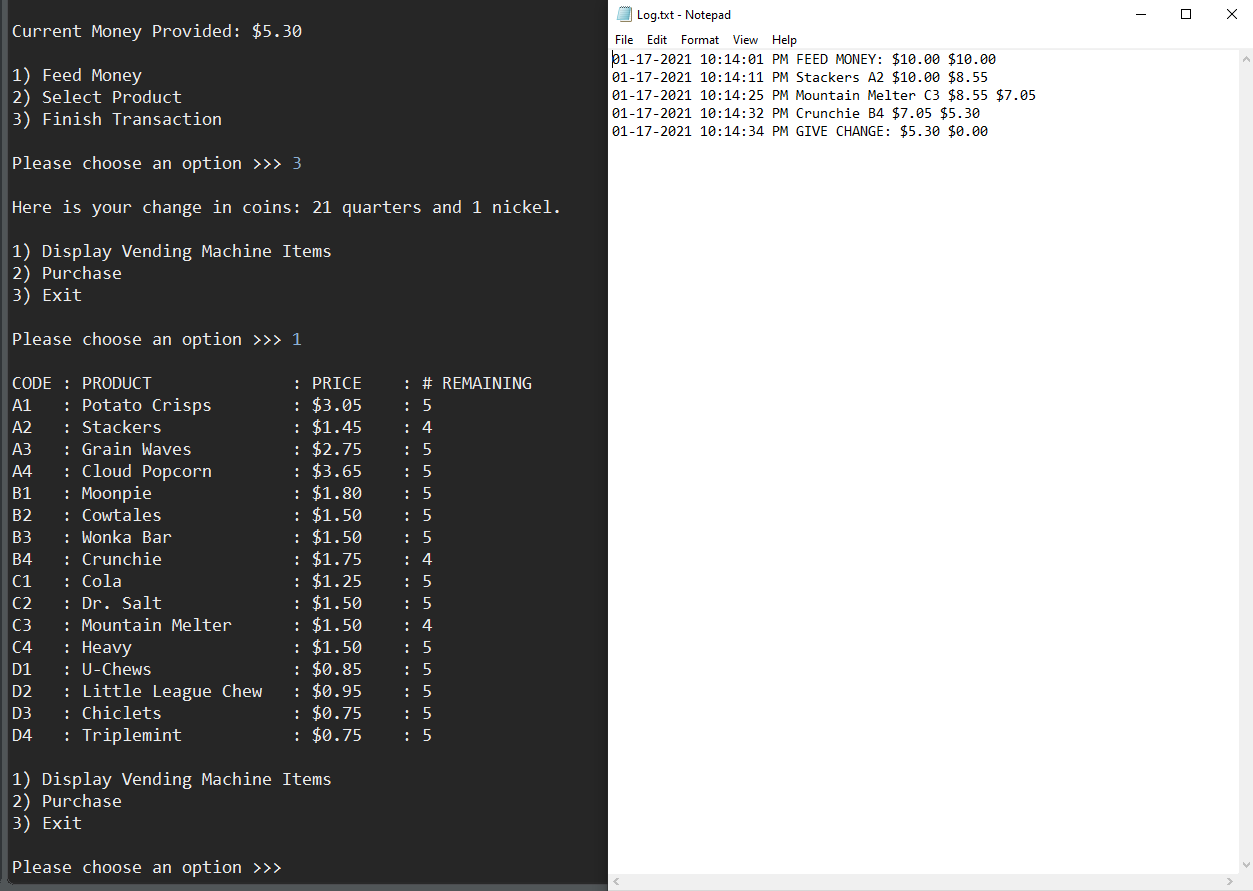 Current Money Provided: $5.30
1) Feed Money
2) Select Product
3) Finish Transaction
Please choose an option >>> 3
Here is your change in coins: 21 quarters and 1 nickel.
1) Display Vending Machine Items
2) Purchase
3) Exit
Please choose an option >>> 1
CODE : PRODUCT : PRICE : # REMAINING
A1 : Potato Crisps : $3.05 : 5
A2 : Stackers : $1.45 : 4
A3 : Grain Waves : $2.75 : 5
A4 : Cloud Popcorn : $3.65 : 5
B1 : Moonpie : $1.80 : 5
B2 : Cowtales : $1.50 : 5
B3 : Wonka Bar : $1.50 : 5
B4 : Crunchie : $1.75 : 4
C1 : Cola : $1.25 : 5
C2 : Dr. Salt : $1.50 : 5
C3 : Mountain Melter : $1.50 : 4
C4 : Heavy : $1.50 : 5
D1 : U-Chews : $0.85 : 5
D2 : Little League Chew : $0.95 : 5
D3 : Chiclets : $0.75 : 5
D4 : Triplemint : $0.75 : 5
1) Display Vending Machine Items
2) Purchase
3) Exit
Please choose an option >>>
Log.txt - Notepad
File Edit Format View Help
01-17-2021 10:14:01 PM FEED MONEY: $10.00 $10.00
01-17-2021 10:14:11 PM Stackers A2 $10.00 $8.55
01-17-2021 10:14:25 PM Mountain Melter C3 $8.55 $7.05
01-17-2021 10:14:32 PM Crunchie B4 $7.05 $5.30
01-17-2021 10:14:34 PM GIVE CHANGE: $5.30 $0.00